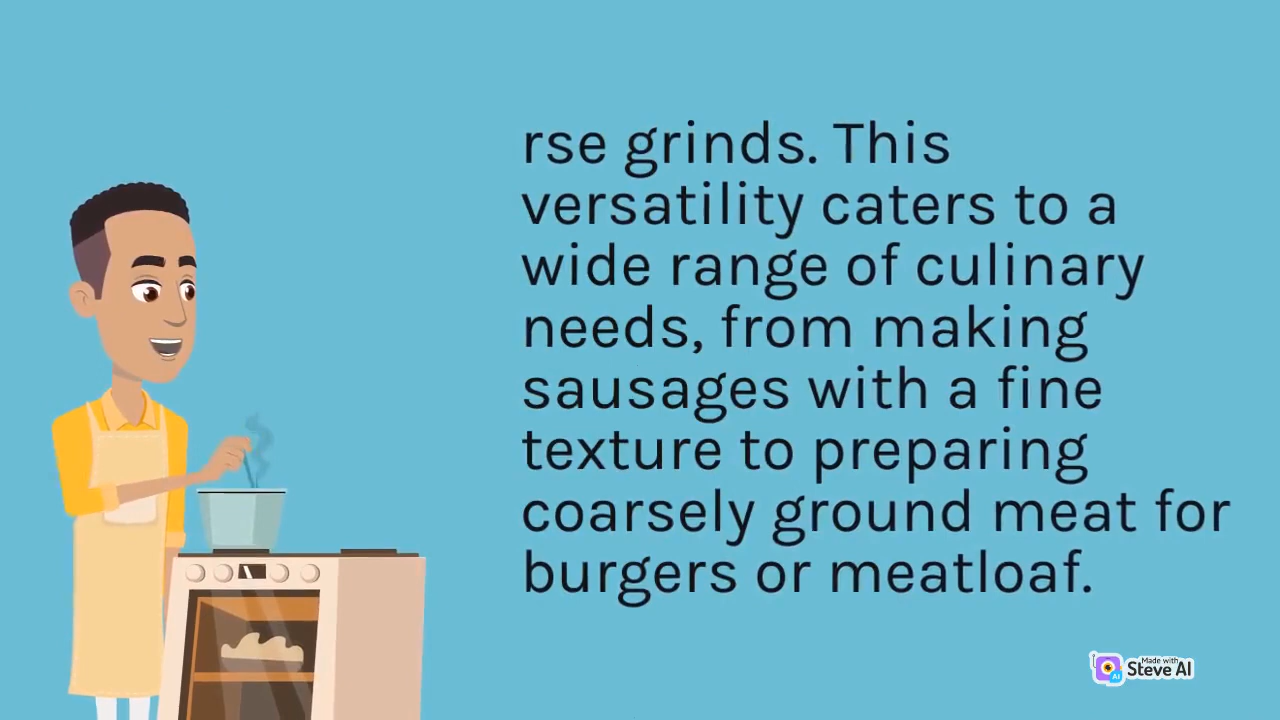 rse grinds. This
versatility caters to a
wide range of culinary
needs, from making
sausages with a fine
texture to preparing
coarsely ground meat for
burgers or meatloaf.
Made with
Steve AI
AI